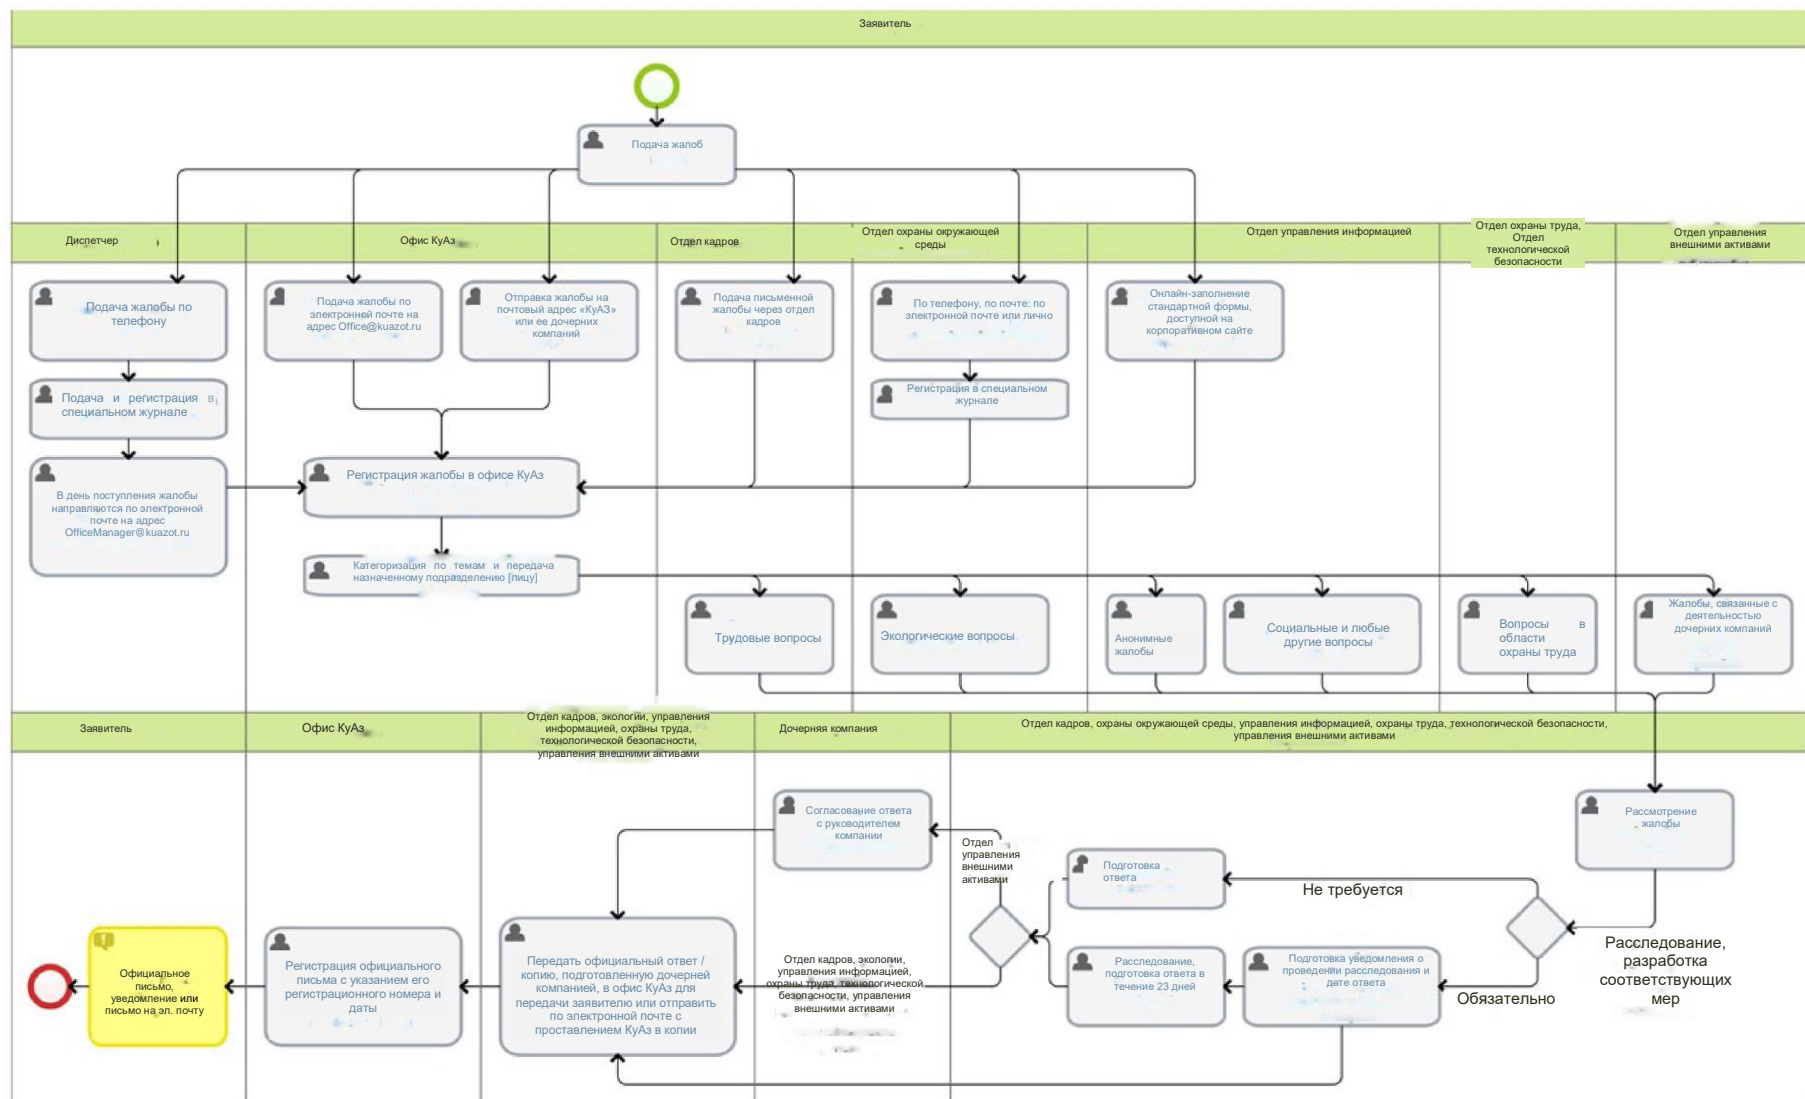 Заявитель
Подача жалоб
Диспетчер
Офис КуАз
Отдел кадров
Отдел охраны окружающей
среды
Отдел управления информацией
Отдел охраны труда,
Отдел
технологической
безопасности
Отдел управления
внешними активами
Подача жалобы по
телефону
Подача жалобы по
электронной почте на
адрес Office@kuazot.ru
Отправка жалобы на
почтовый адрес «КуАЗ»
или ее дочерних
компаний
Подача письменной
жалобы через отдел
кадров
По телефону, по почте: по
электронной почте или лично
Онлайн-заполнение
стандартной формы,
доступной на
корпоративном сайте
Подача и регистрация в
специальном журнале
Регистрация в специальном
журнале
В день поступления жалобы
направляются по электронной
почте на адрес
OfficeManager@kuazot.ru
Регистрация жалобы в офисе КуАз
Категоризация по темам и передача
назначенному подразделению [лицу]
Трудовые вопросы
Экологические вопросы
Анонимные
жалобы
Социальные и любые
другие вопросы
Вопросы в
области
охраны труда
Жалобы, связанные с
деятельностью
дочерних компаний
Заявитель
Офис КуАз
Отдел кадров, экологии, управления
информацией, охраны труда,
технологической безопасности,
управления внешними активами
Дочерняя компания
Отдел кадров, охраны окружающей среды, управления информацией, охраны труда, технологической безопасности,
управления внешними активами
Согласование ответа
с руководителем
компании
Отдел
управления
внешними
активами
Подготовка
ответа
Не требуется
Рассмотрение
жалобы
Официальное
письмо,
уведомление или
письмо на эл. почту
Регистрация официального
письма с указанием его
регистрационного номера и
даты
Передать официальный ответ /
копию, подготовленную дочерней
компанией, в офис КуАз для
передачи заявителю или отправить
по электронной почте с
проставлением КуАз в копии
Отдел кадров, экологии,
управления информацией,
охраны труда, технологической
безопасности, управления
внешними активами
Расследование,
подготовка ответа в
течение 23 дней
Подготовка уведомления о
проведении расследования и
дате ответа
Обязательно
Расследование,
разработка
соответствующих
мер